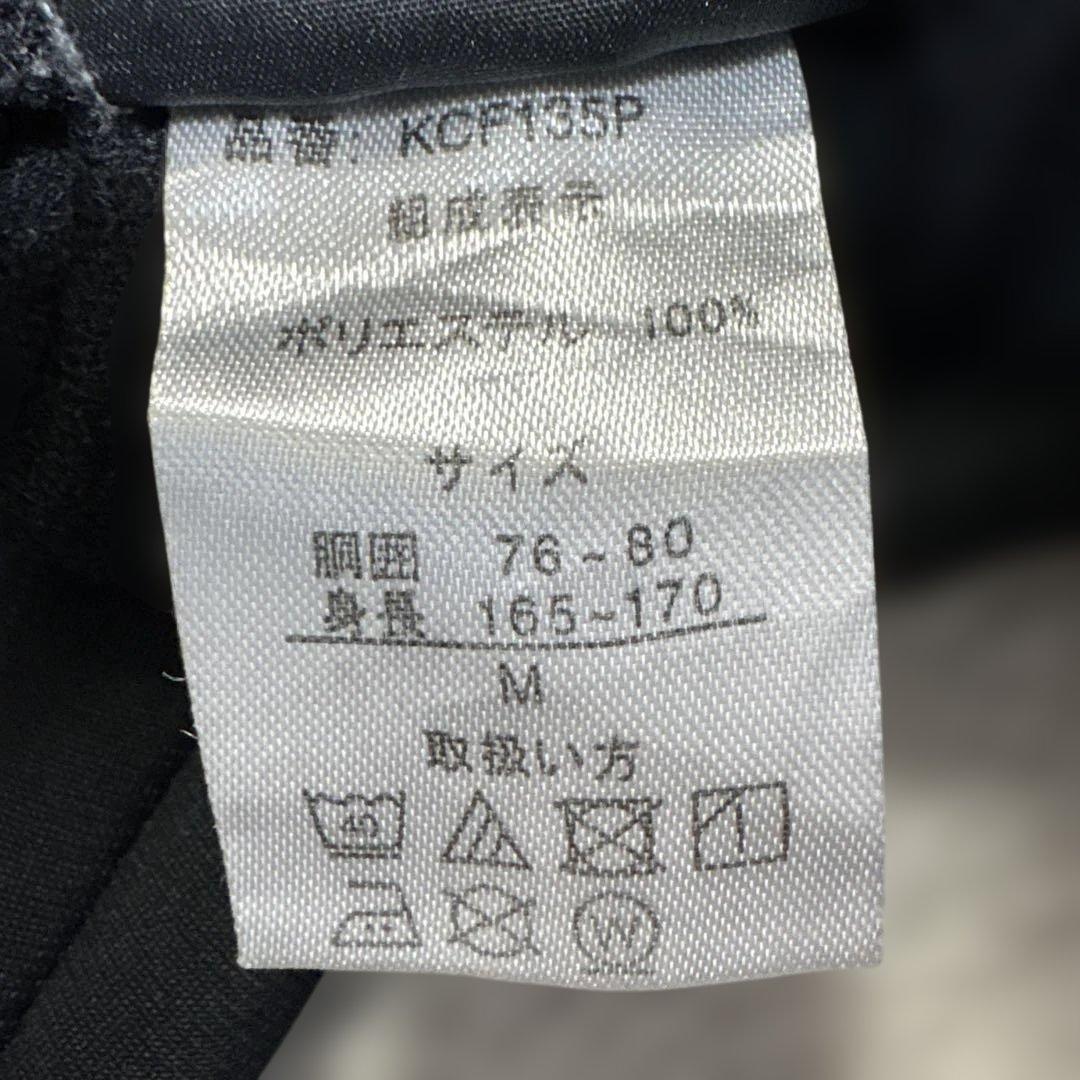 品番: KCP135P
組成表示
ポリエステル 100%
サイズ
胴囲 76~80
身長 165~170
M
取扱い方
W